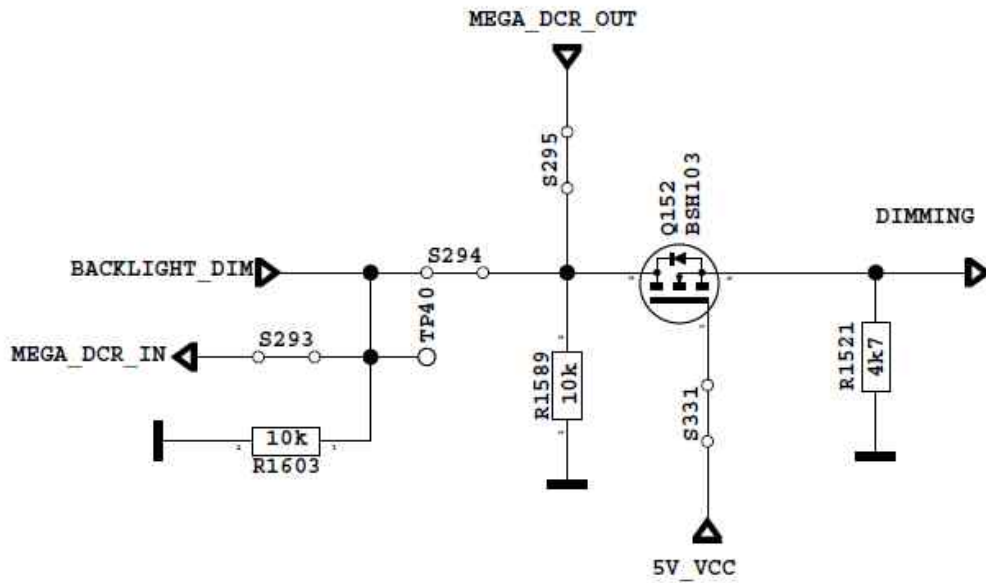 MEGA_DCR_OUT
S295
Q152
BSH103
DIMMING
BACKLIGHT_DIM
S294
TP40
MEGA_DCR_IN
S293
R1589
10k
S331
R1521
4k7
10k
R1603
5V_VCC